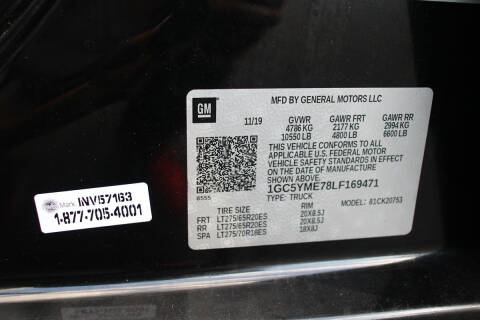 GM
MFD BY GENERAL MOTORS LLC
11/19 GVWR GAWR FRT GAWR RR
4786 KG 2177 KG 2994 KG
10550 LB 4800 LB 6600 LB
THIS VEHICLE CONFORMS TO ALL
APPLICABLE U.S. FEDERAL MOTOR
VEHICLE SAFETY STANDARDS IN
EFFECT ON THE DATE OF
MANUFACTURE SHOWN ABOVE.
1GC5YME78LF169471
8555 TYPE: TRUCK MODEL: 81CK20753
TIRE SIZE RIM
FRT LT275/65R20ES 20X8.5J
RR LT275/65R20ES 20X8.5J
SPA LT275/70R18ES 18X8J
Mark INV57163
1-877-705-4001